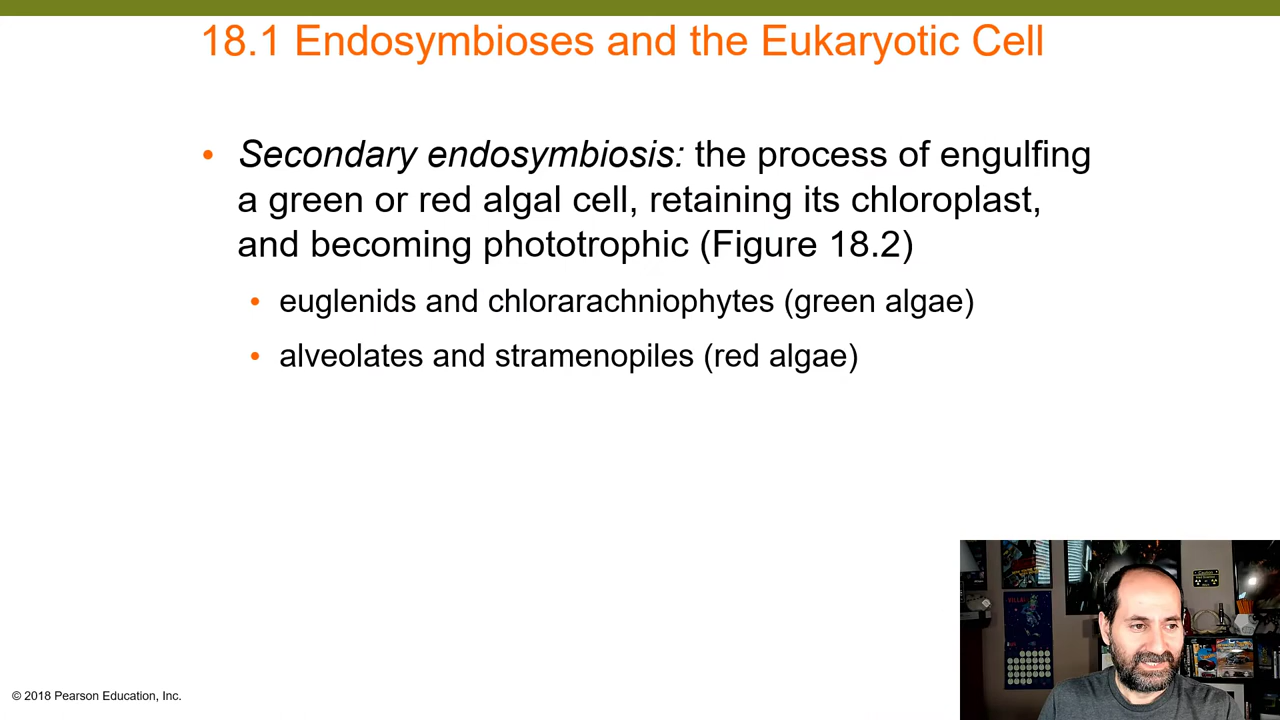 18.1 Endosymbioses and the Eukaryotic Cell
• Secondary endosymbiosis: the process of engulfing
a green or red algal cell, retaining its chloroplast,
and becoming phototrophic (Figure 18.2)
• euglenids and chlorarachniophytes (green algae)
• alveolates and stramenopiles (red algae)
© 2018 Pearson Education, Inc.